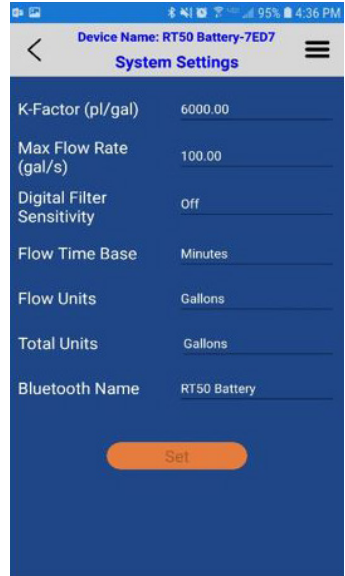 95% 4:36 PM
Device Name: RT50 Battery-7ED7
System Settings
K-Factor (pl/gal) 6000.00
Max Flow Rate
(gal/s) 100.00
Digital Filter
Sensitivity Off
Flow Time Base Minutes
Flow Units Gallons
Total Units Gallons
Bluetooth Name RT50 Battery
Set